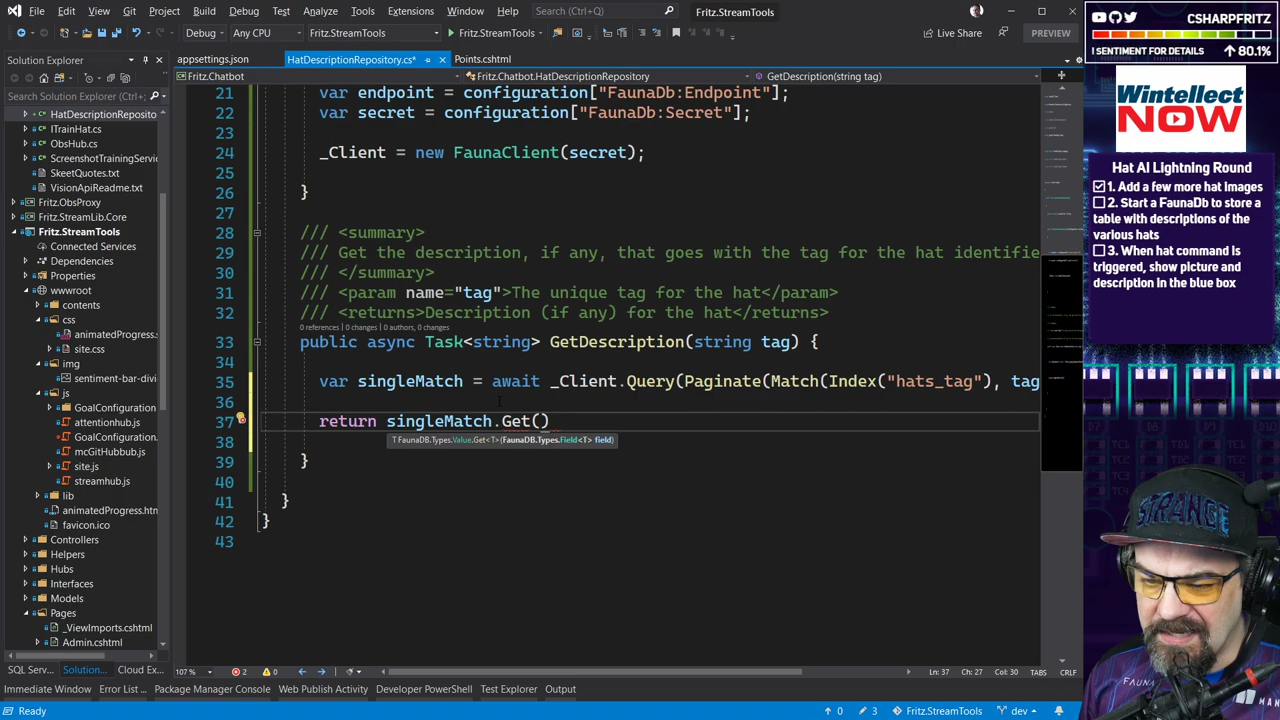 File Edit View Git Project Build Debug Test Analyze Tools Extensions Window Help Search (Ctrl+Q) Fritz.StreamTools
Debug Any CPU Fritz.StreamTools Fritz.StreamTools Live Share PREVIEW
Solution Explorer
Search Solution Explorer (Ctrl+;)
HatDescriptionReposito
ITrainHat.cs
ObsHub.cs
ScreenshotTrainingServi
SkeetQuote.txt
VisionApiReadme.txt
Fritz.ObsProxy
Fritz.StreamLib.Core
Fritz.StreamTools
Connected Services
Dependencies
Properties
wwwroot
contents
css
animatedProgress.s
site.css
img
sentiment-bar-div
js
GoalConfiguration
attentionhub.js
GoalConfiguration.
mcGitHubbub.js
site.js
streamhub.js
lib
animatedProgress.htm
favicon.ico
Controllers
Helpers
Hubs
Interfaces
Models
Pages
_ViewImports.cshtml
Admin.cshtml
SQL Serv... Solution... Cloud Ex...
appsettings.json HatDescriptionRepository.cs* Points.cshtml
Fritz.Chatbot Fritz.Chatbot.HatDescriptionRepository GetDescription(string tag)
21 var endpoint = configuration["FaunaDb:Endpoint"];
22 var secret = configuration["FaunaDb:Secret"];
23
24 _Client = new FaunaClient(secret);
25
26 }
27
28 /// <summary>
29 /// Get the description, if any, that goes with the tag for the hat identifie
30 /// </summary>
31 /// <param name="tag">The unique tag for the hat</param>
32 /// <returns>Description (if any) for the hat</returns>
0 references | 0 changes | 0 authors, 0 changes
33 public async Task<string> GetDescription(string tag) {
34
35 var singleMatch = await _Client.Query(Paginate(Match(Index("hats_tag"), tag
36
37 return singleMatch.Get()
T FaunaDB.Types.Value.Get<T>(FaunaDB.Types.Field<T> field)
38
39 }
40
41 }
42 }
43
107 % 2 0 Ln: 37 Ch: 27 Col: 30 TABS CRLF
Immediate Window Error List ... Package Manager Console Web Publish Activity Developer PowerShell Test Explorer Output
Ready 0 3 Fritz.StreamTools dev
CSHARPFRITZ
! SENTIMENT FOR DETAILS 80.1%
Wintellect
NOW
Hat AI Lightning Round
1. Add a few more hat images
2. Start a FaunaDb to store a
table with descriptions of the
various hats
3. When hat command is
triggered, show picture and
description in the blue box
STRANGE
FAUNA